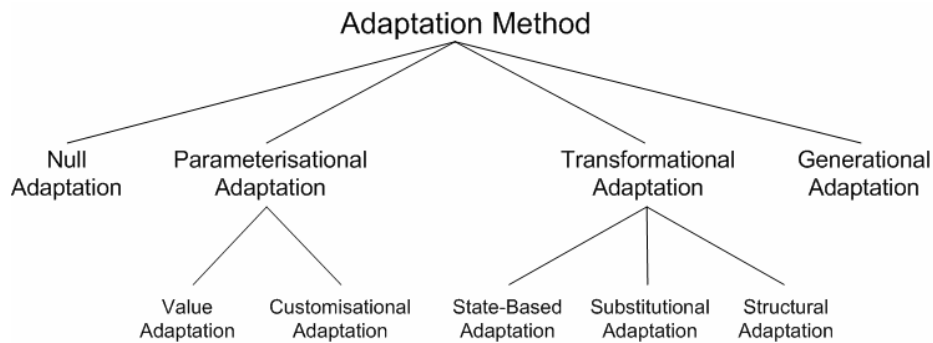 Adaptation Method
Null
Adaptation
Parameterisational
Adaptation
Transformational
Adaptation
Generational
Adaptation
Value
Adaptation
Customisational
Adaptation
State-Based
Adaptation
Substitutional
Adaptation
Structural
Adaptation